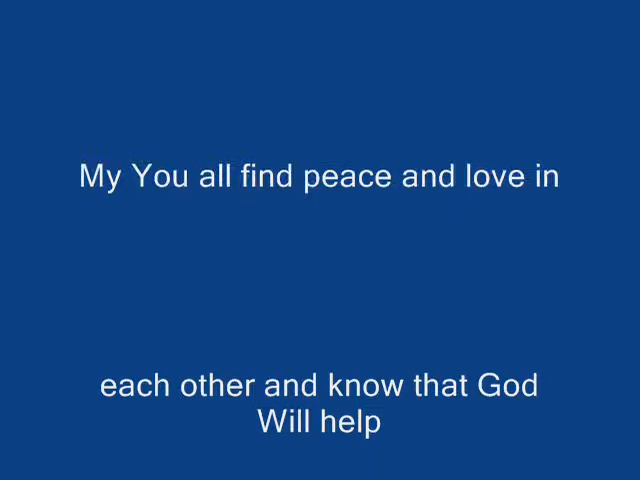 My You all find peace and love in
each other and know that God
Will help